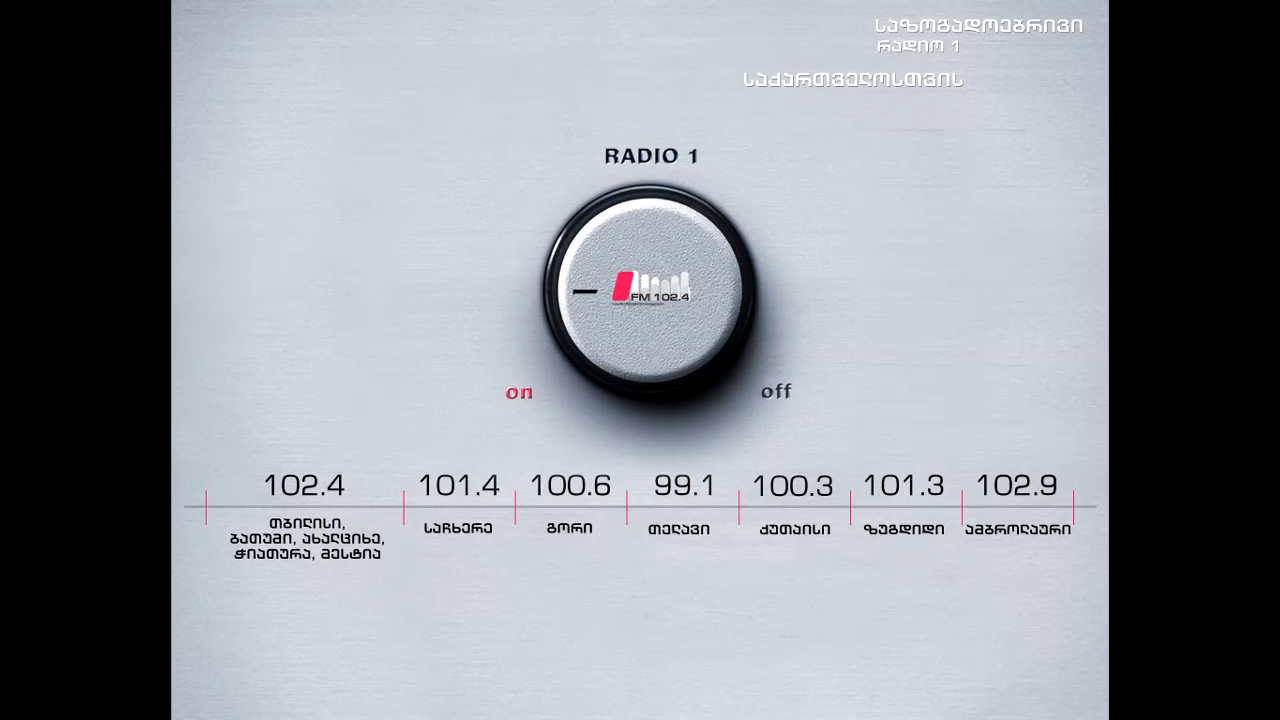 საზოგადოებრივი
რადიო 1
საქართველოსთვის
RADIO 1
FM 102.4
on
off
102.4
101.4
100.6
99.1
100.3
101.3
102.9
თბილისი,
ბათუმი, ახალციხე,
ჭიათურა, მესტია
საჩხერე
გორი
თელავი
ქუთაისი
ზუგდიდი
ამბროლაური